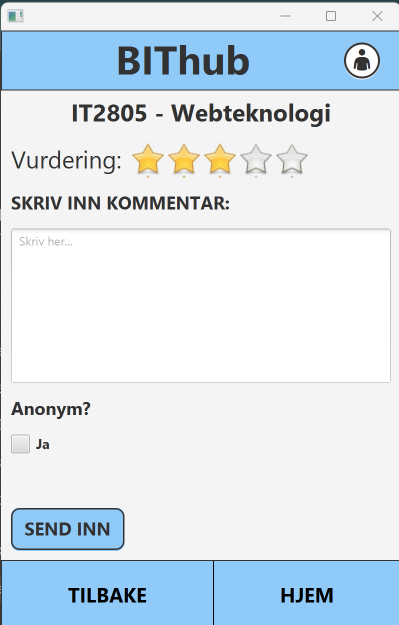 BIThub
IT2805 - Webteknologi
Vurdering:
SKRIV INN KOMMENTAR:
Skriv her...
Anonym?
Ja
SEND INN
TILBAKE HJEM